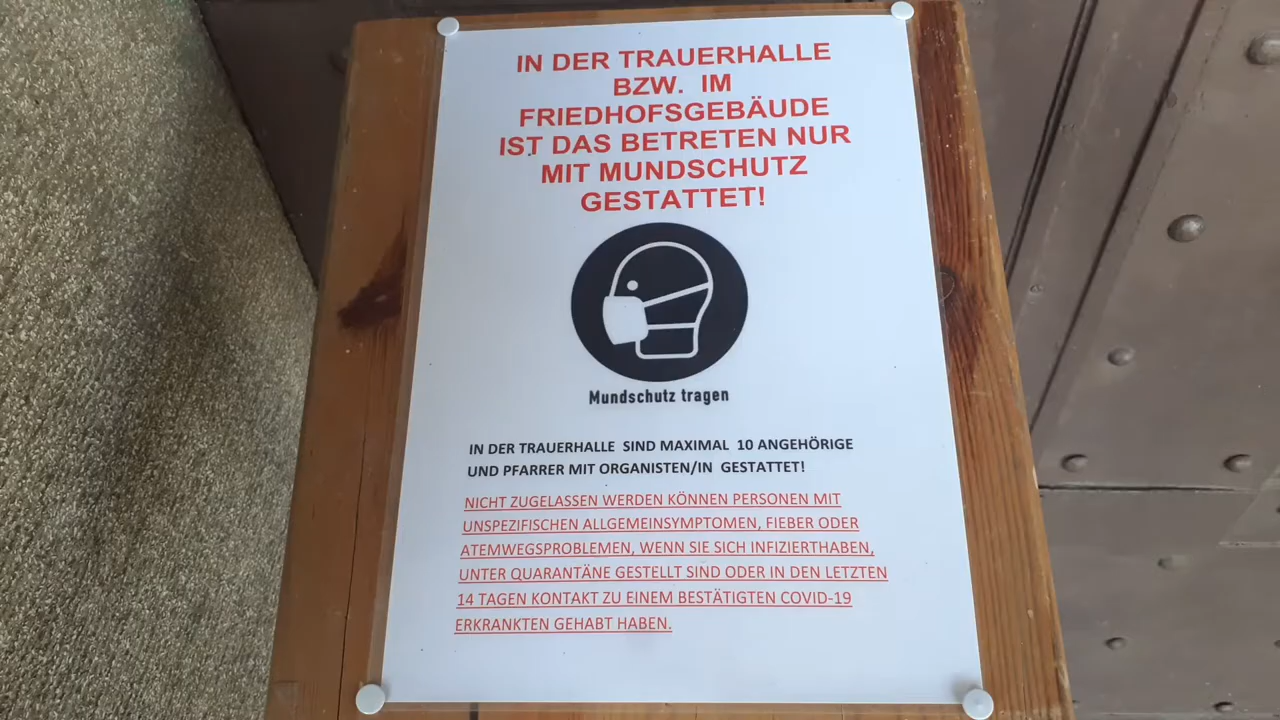 IN DER TRAUERHALLE
BZW. IM
FRIEDHOFSGEBÄUDE
IST DAS BETRETEN NUR
MIT MUNDSCHUTZ
GESTATTET!
Mundschutz tragen
IN DER TRAUERHALLE SIND MAXIMAL 10 ANGEHÖRIGE
UND PFARRER MIT ORGANISTEN/IN GESTATTET!
NICHT ZUGELASSEN WERDEN KÖNNEN PERSONEN MIT
UNSPEZIFISCHEN ALLGEMEINSYMPTOMEN, FIEBER ODER
ATEMWEGSPROBLEMEN, WENN SIE SICH INFIZIERTHABEN,
UNTER QUARANTÄNE GESTELLT SIND ODER IN DEN LETZTEN
14 TAGEN KONTAKT ZU EINEM BESTÄTIGTEN COVID-19
ERKRANKTEN GEHABT HABEN.